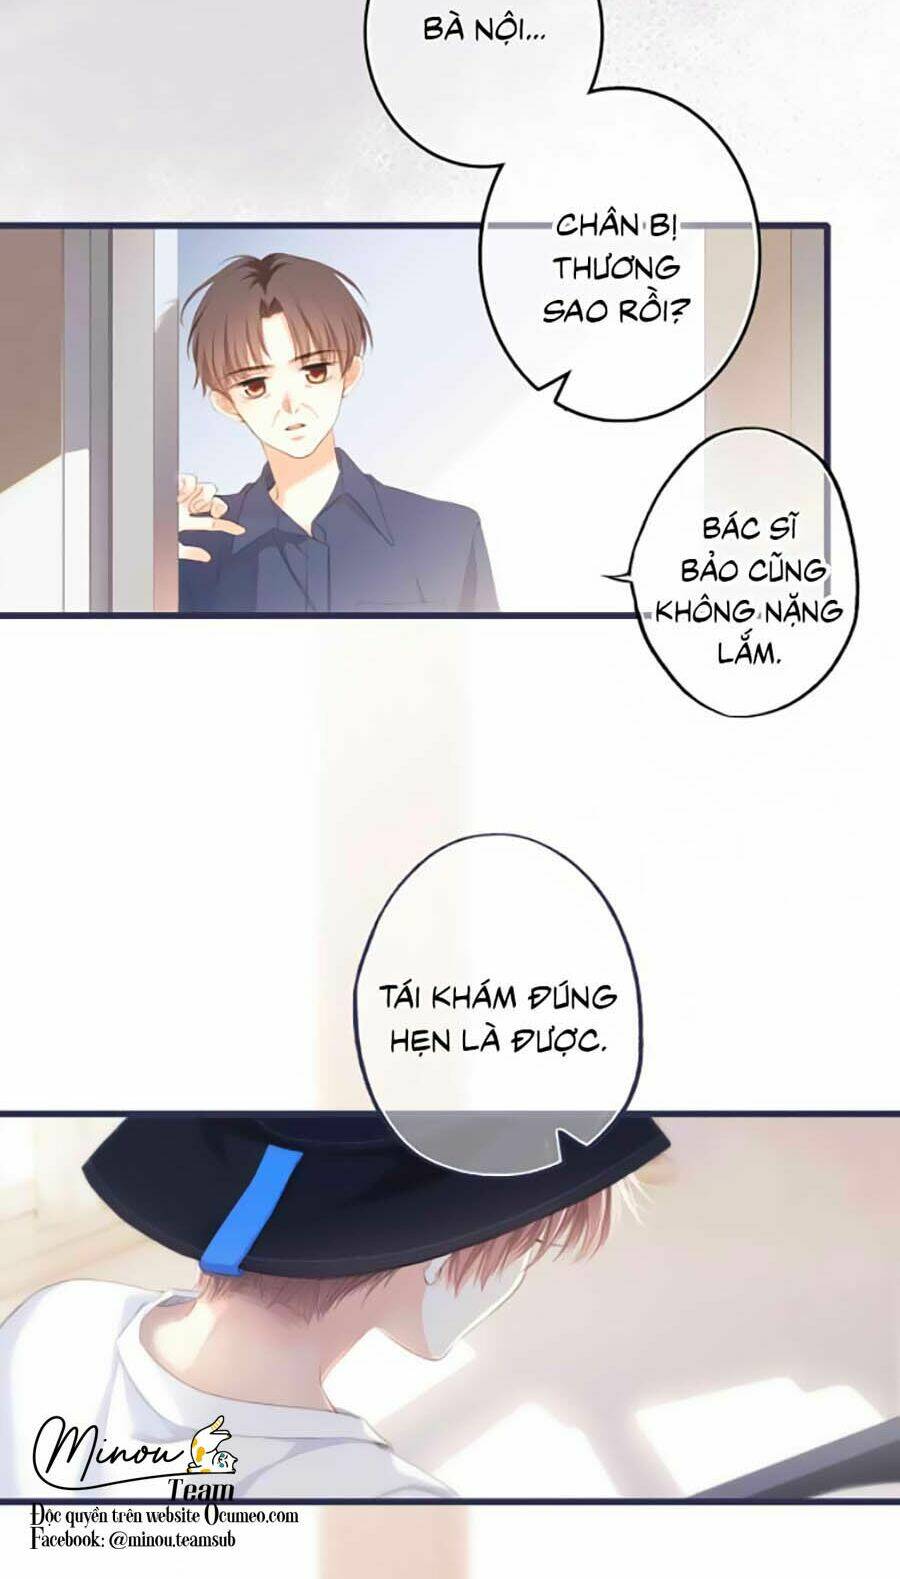 BÀ NỘI...
CHÂN BỊ
THƯƠNG
SAO RỒI?
BÁC SĨ
BẢO CŨNG
KHÔNG NẶNG
LẮM.
TÁI KHÁM ĐÚNG
HẸN LÀ ĐƯỢC.
Minou
Team
Độc quyền trên website Ocumeo.com
Facebook: @minou.teamsub